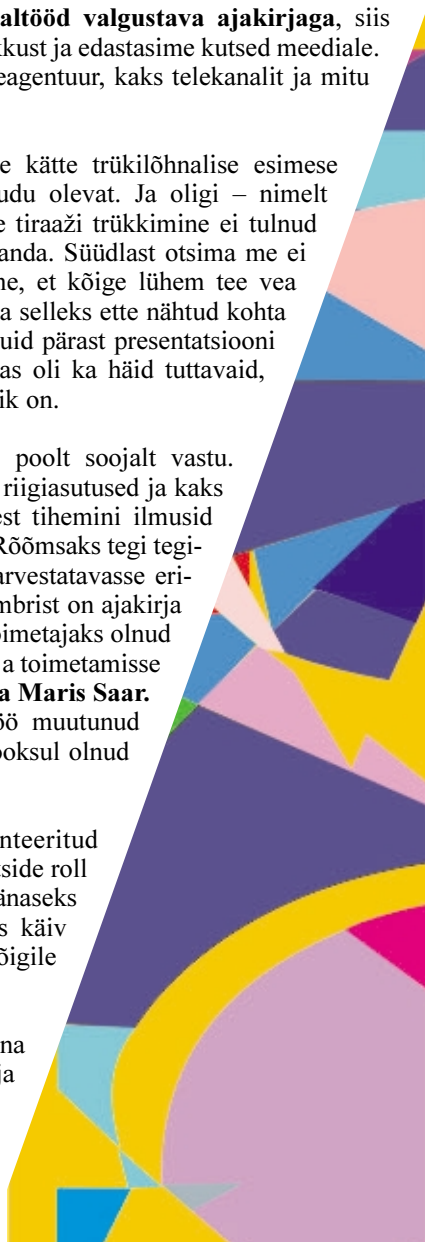 altööd valgustava ajakirjaga, siis
kkust ja edastasime kutsed meediale.
eagentuur, kaks telekanalit ja mitu
e kätte trükilõhnalise esimese
udu olevat. Ja oligi – nimelt
e tiraaži trükkimine ei tulnud
anda. Süüdlast otsima me ei
ne, et kõige lühem tee vea
a selleks ette nähtud kohta
uid pärast presentatsiooni
as oli ka häid tuttavaid,
ik on.
poolt soojalt vastu.
riigiasutused ja kaks
est tihemini ilmusid
Rõõmsaks tegi tegi-
arvestatavasse eri-
mbrist on ajakirja
oimetajaks olnud
a toimetamisse
a Maris Saar.
öö muutunud
ooksul olnud
nteeritud
tside roll
änaseks
s käiv
õigile
na
ja